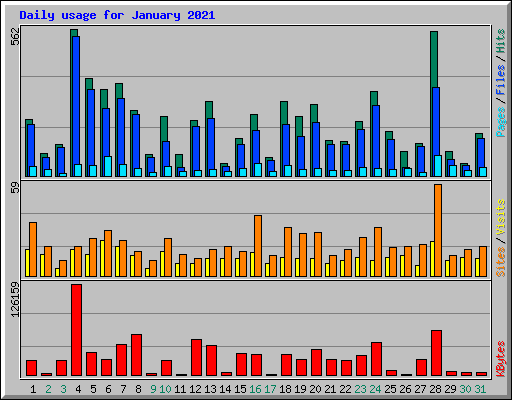 Daily usage for January 2021
562
Pages / Files / Hits
59
Sites / Visits
126159
KBytes
1 2 3 4 5 6 7 8 9 10 11 12 13 14 15 16 17 18 19 20 21 22 23 24 25 26 27 28 29 30 31